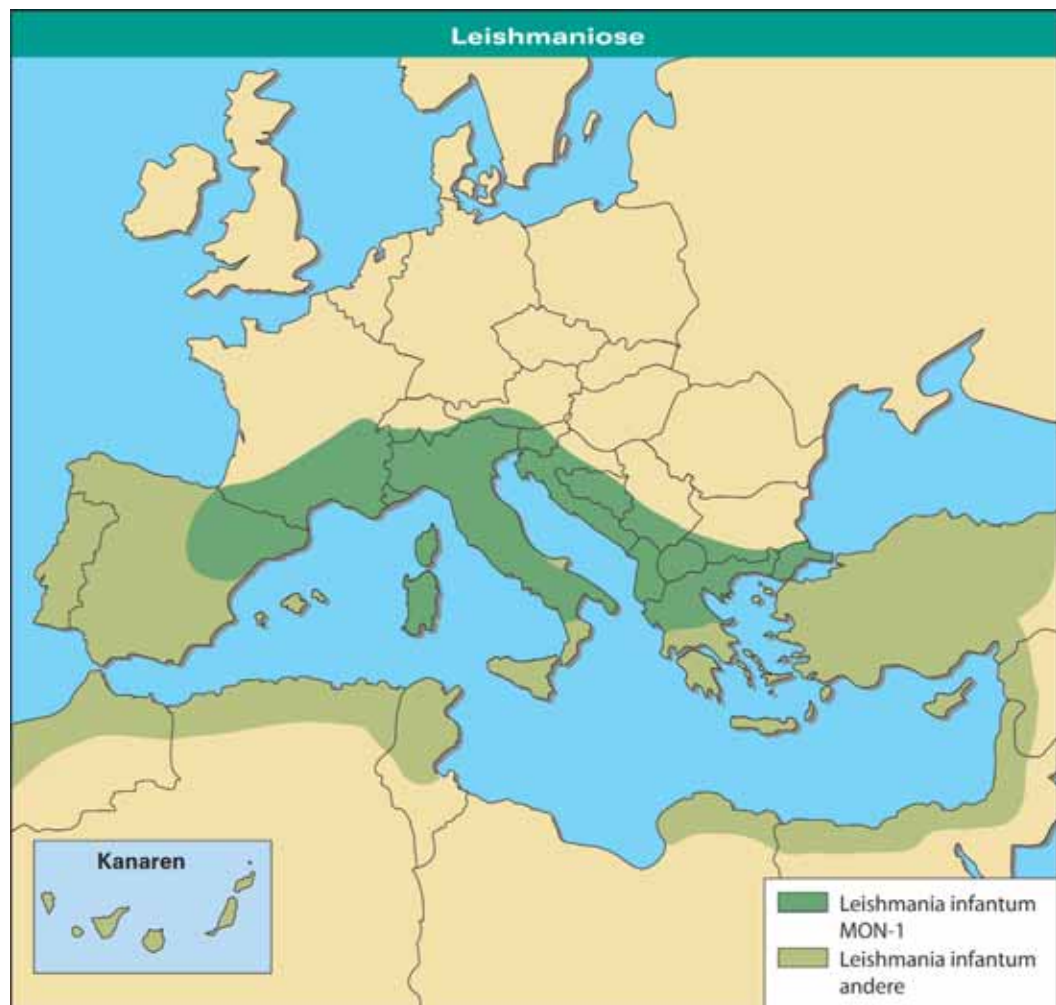 Leishmaniose
Kanaren
Leishmania infantum
MON-1
Leishmania infantum
andere